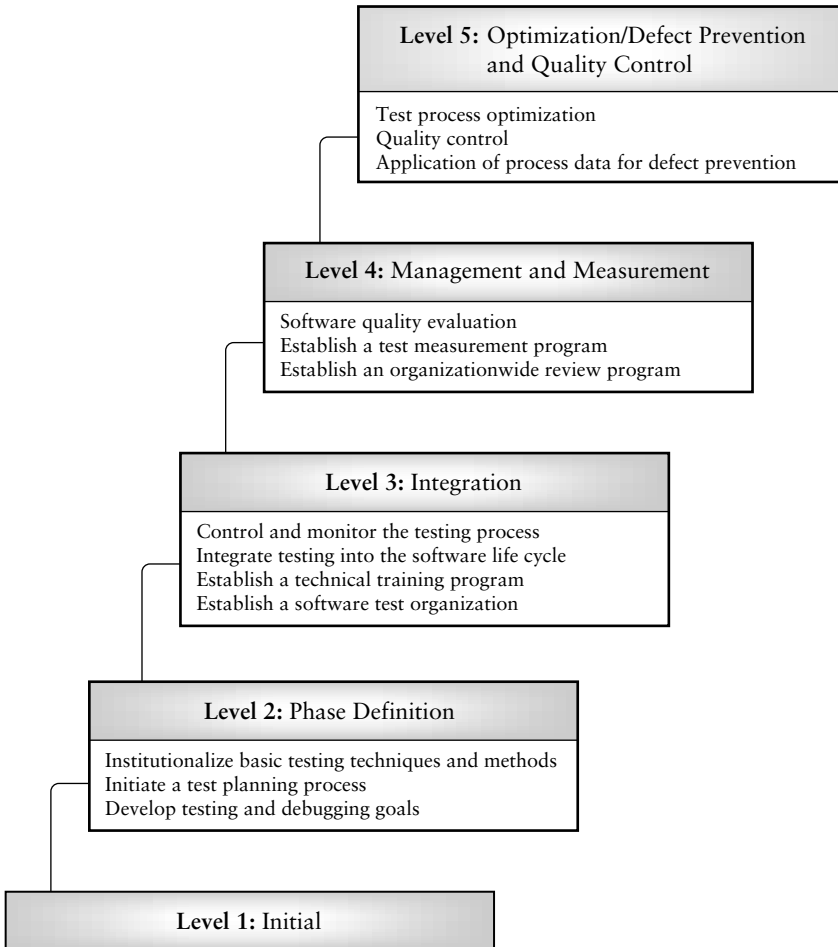 Level 5: Optimization/Defect Prevention
and Quality Control
Test process optimization
Quality control
Application of process data for defect prevention
Level 4: Management and Measurement
Software quality evaluation
Establish a test measurement program
Establish an organizationwide review program
Level 3: Integration
Control and monitor the testing process
Integrate testing into the software life cycle
Establish a technical training program
Establish a software test organization
Level 2: Phase Definition
Institutionalize basic testing techniques and methods
Initiate a test planning process
Develop testing and debugging goals
Level 1: Initial